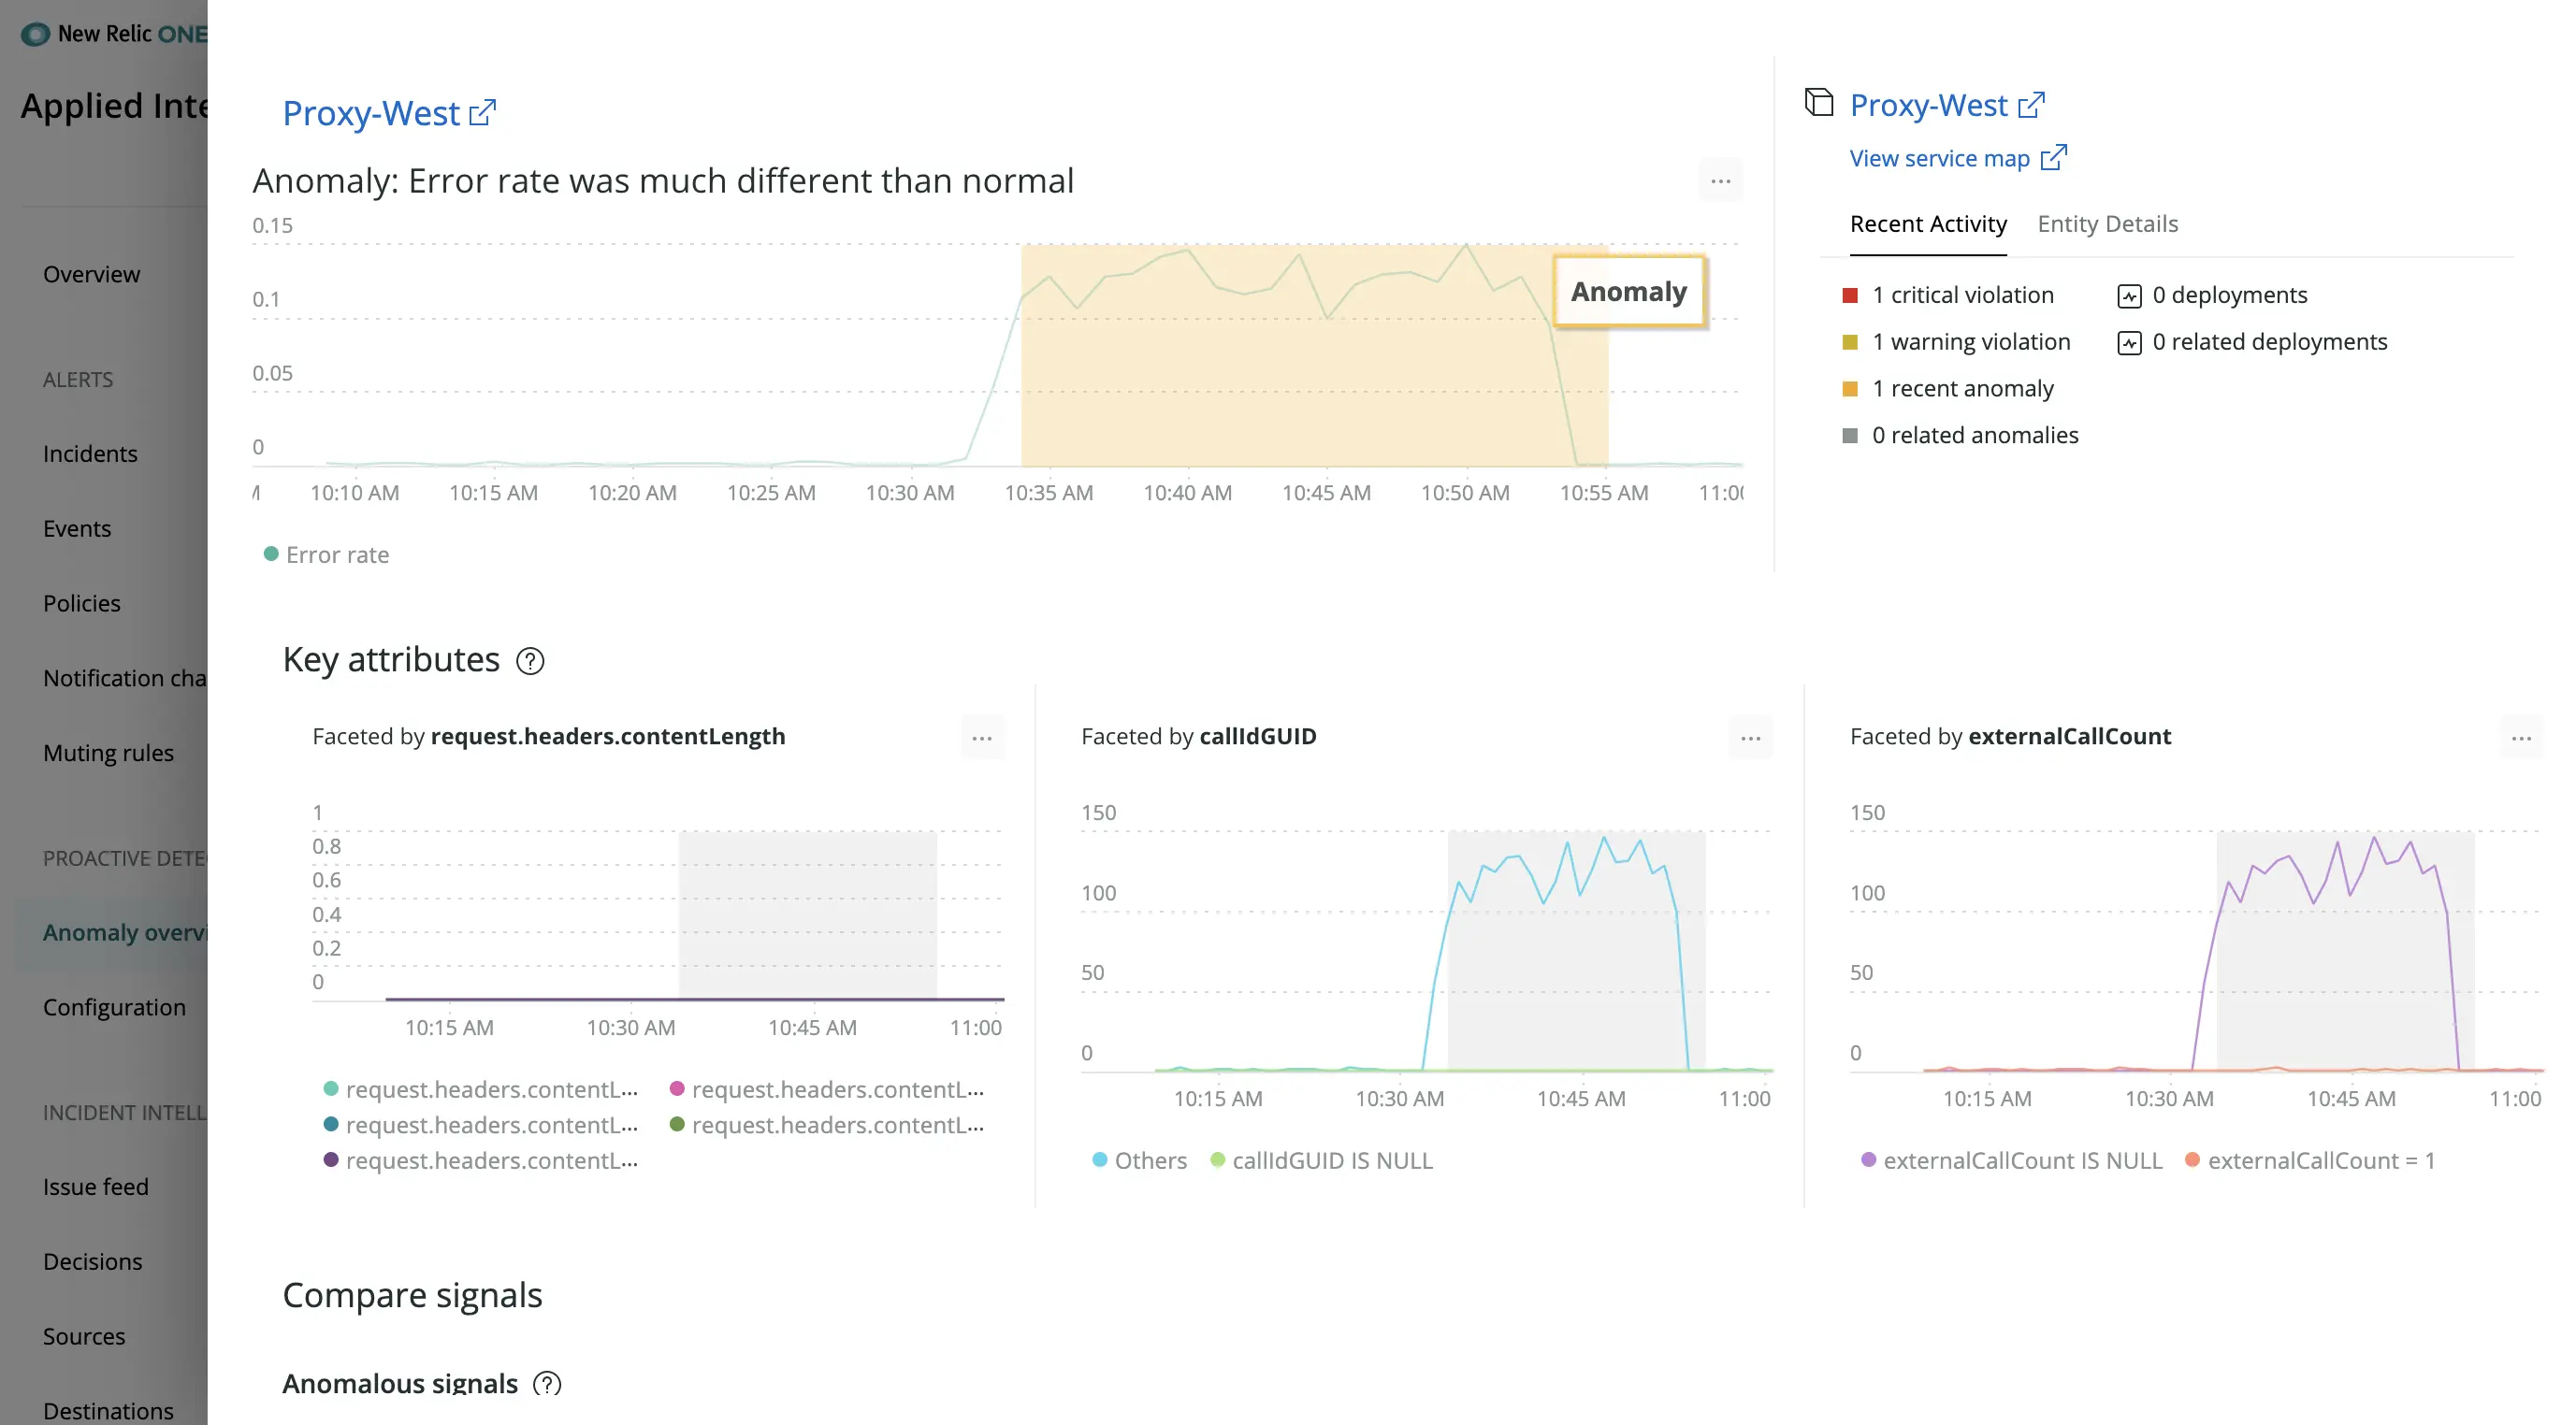 New Relic ONE
Applied Inte
Overview
ALERTS
Incidents
Events
Policies
Notification cha
Muting rules
PROACTIVE DETE
Anomaly overvi
Configuration
INCIDENT INTELL
Issue feed
Decisions
Sources
Destinations
Proxy-West
Anomaly: Error rate was much different than normal
0.15
0.1
0.05
0
Anomaly
10:10 AM 10:15 AM 10:20 AM 10:25 AM 10:30 AM 10:35 AM 10:40 AM 10:45 AM 10:50 AM 10:55 AM 11:00
Error rate
Proxy-West
View service map
Recent Activity Entity Details
1 critical violation 0 deployments
1 warning violation 0 related deployments
1 recent anomaly
0 related anomalies
Key attributes ?
Faceted by request.headers.contentLength
1
0.8
0.6
0.4
0.2
0
10:15 AM 10:30 AM 10:45 AM 11:00
request.headers.contentL... request.headers.contentL...
request.headers.contentL... request.headers.contentL...
request.headers.contentL...
Faceted by callIdGUID
150
100
50
0
10:15 AM 10:30 AM 10:45 AM 11:00
Others callIdGUID IS NULL
Faceted by externalCallCount
150
100
50
0
10:15 AM 10:30 AM 10:45 AM 11:00
externalCallCount IS NULL externalCallCount = 1
Compare signals
Anomalous signals ?